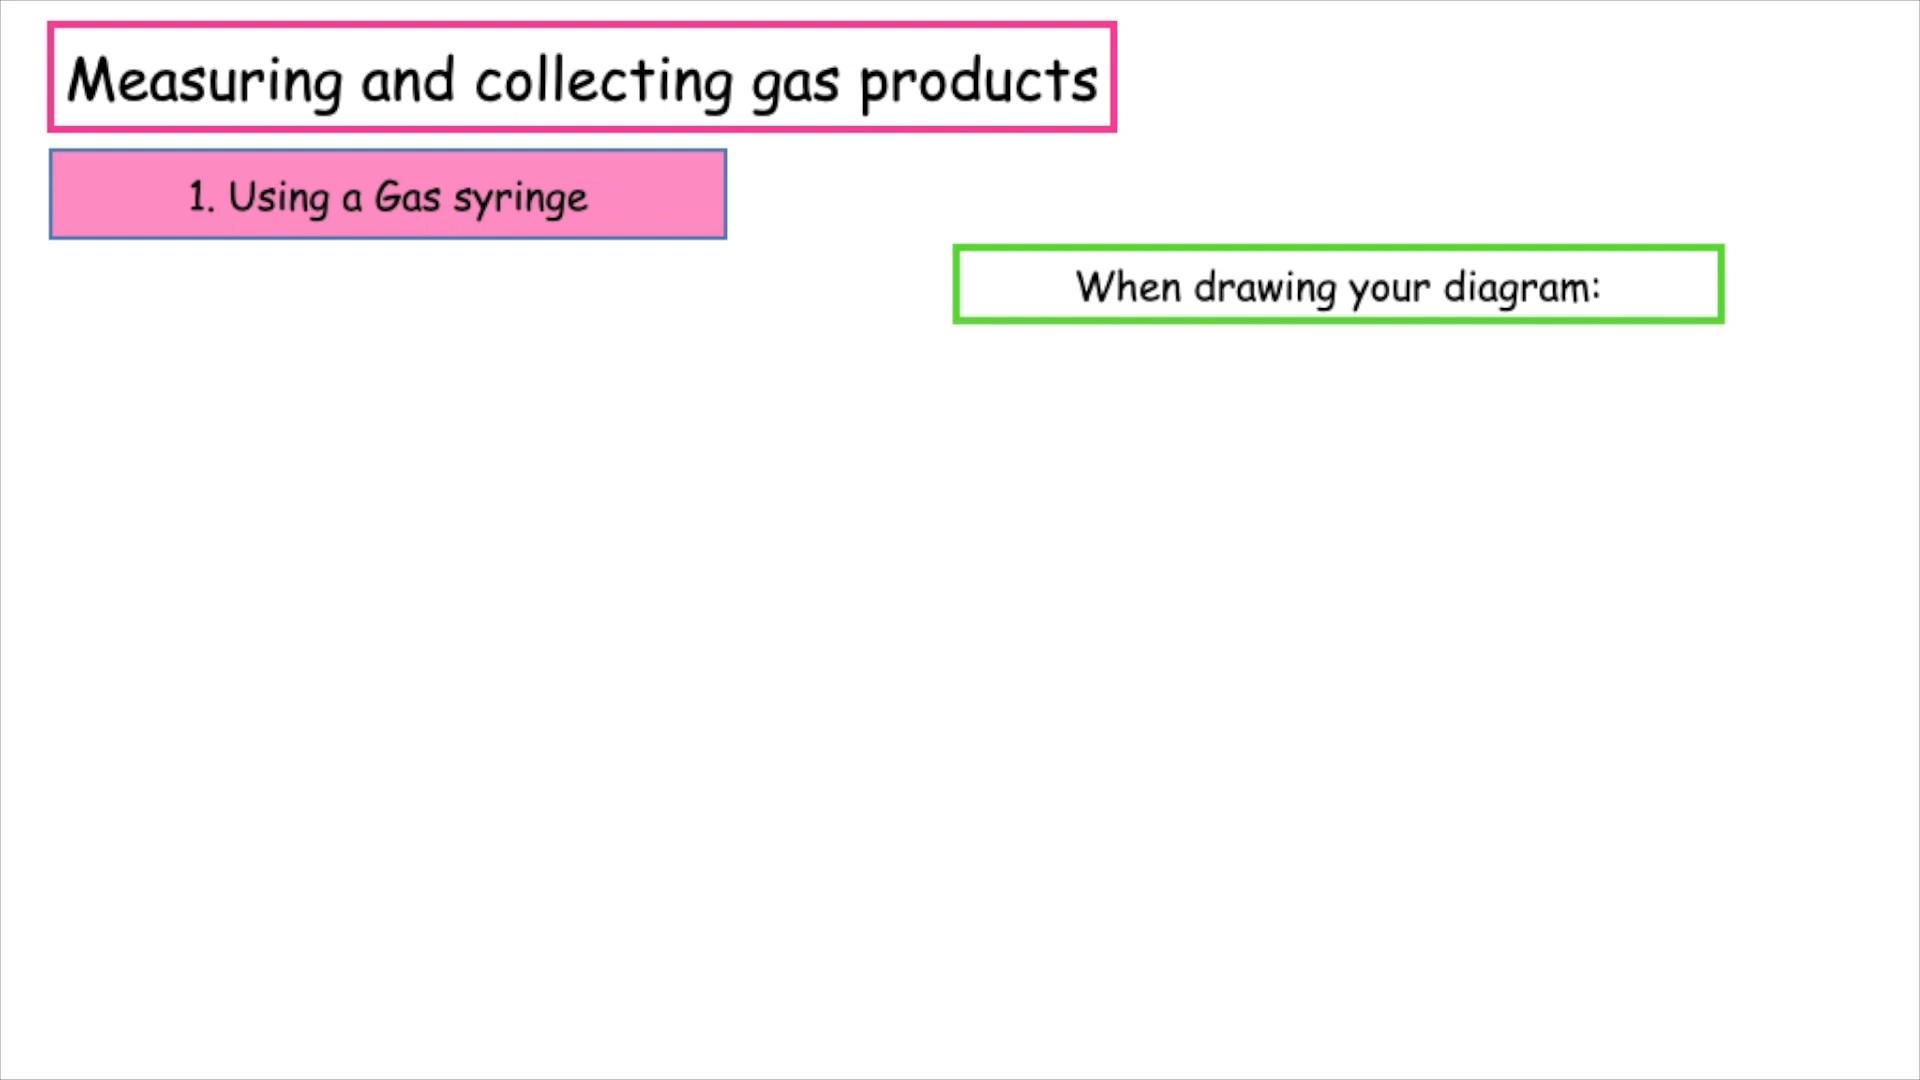 Measuring and collecting gas products
1. Using a Gas syringe
When drawing your diagram: